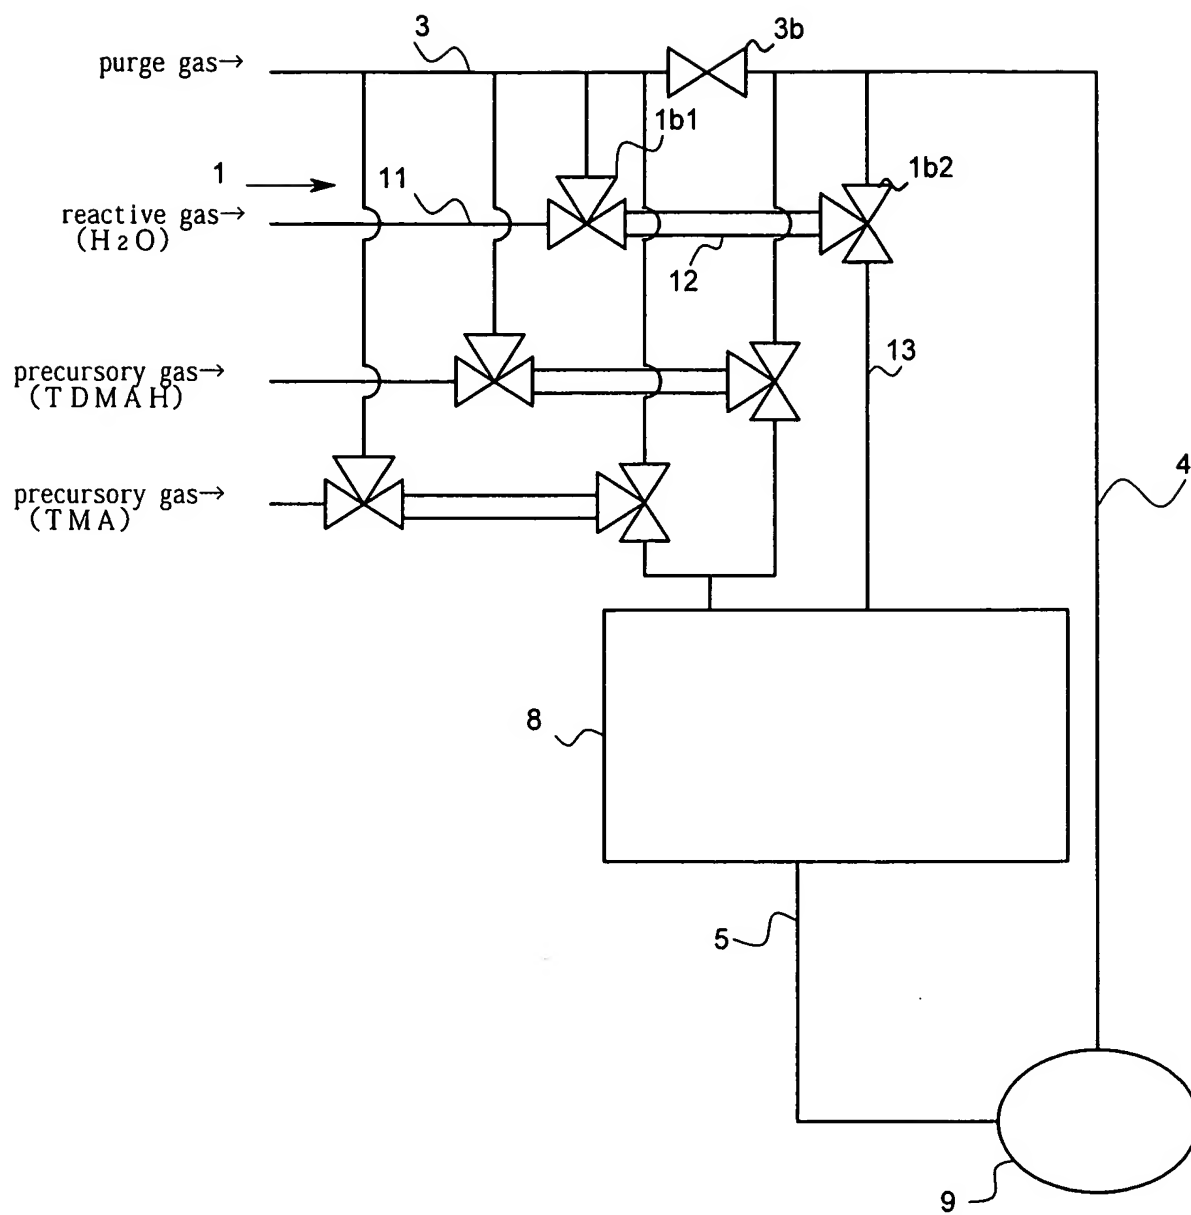 3
3b
purge gas→
1b1
1
11
1b2
reactive gas→
(H2O)
12
13
precursory gas→
(TDMAH)
precursory gas→
(TMA)
4
8
5
9